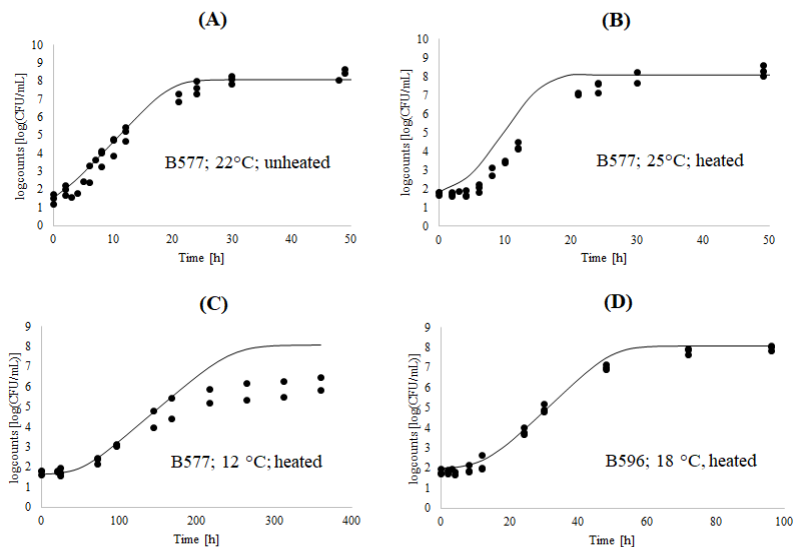 (A)
logcounts [log(CFU/mL)]
10
9
8
7
6
5
4
3
2
1
0
B577; 22°C; unheated
0 10 20 30 40 50
Time [h]
(B)
logcounts [log(CFU/mL)]
10
9
8
7
6
5
4
3
2
1
0
B577; 25°C; heated
0 10 20 30 40 50
Time [h]
(C)
logcounts [log(CFU/mL)]
9
8
7
6
5
4
3
2
1
0
B577; 12 °C; heated
0 100 200 300 400
Time [h]
(D)
logcounts [log(CFU/mL)]
9
8
7
6
5
4
3
2
1
0
B596; 18 °C, heated
0 20 40 60 80 100
Time [h]